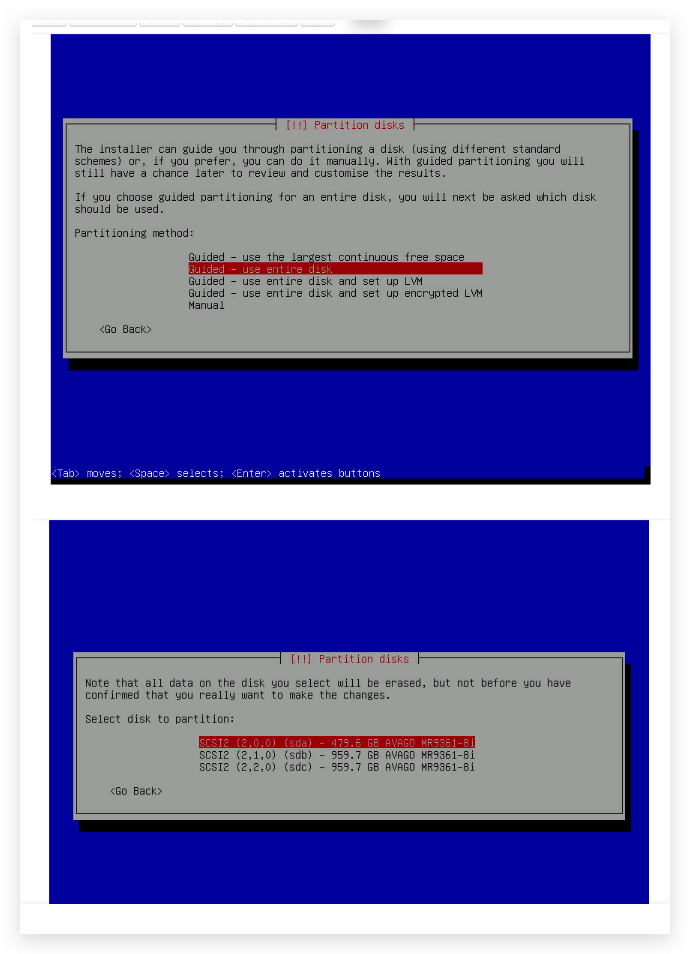 [!!] Partition disks
The installer can guide you through partitioning a disk (using different standard
schemes) or, if you prefer, you can do it manually. With guided partitioning you will
still have a chance later to review and customise the results.
If you choose guided partitioning for an entire disk, you will next be asked which disk
should be used.
Partitioning method:
Guided - use the largest continuous free space
Guided - use entire disk
Guided - use entire disk and set up LVM
Guided - use entire disk and set up encrypted LVM
Manual
<Go Back>
<Tab> moves; <Space> selects; <Enter> activates buttons
[!!] Partition disks
Note that all data on the disk you select will be erased, but not before you have
confirmed that you really want to make the changes.
Select disk to partition:
SCSI2 (2,0,0) (sda) - 479.6 GB AVAGO MR9361-8i
SCSI2 (2,1,0) (sdb) - 959.7 GB AVAGO MR9361-8i
SCSI2 (2,2,0) (sdc) - 959.7 GB AVAGO MR9361-8i
<Go Back>